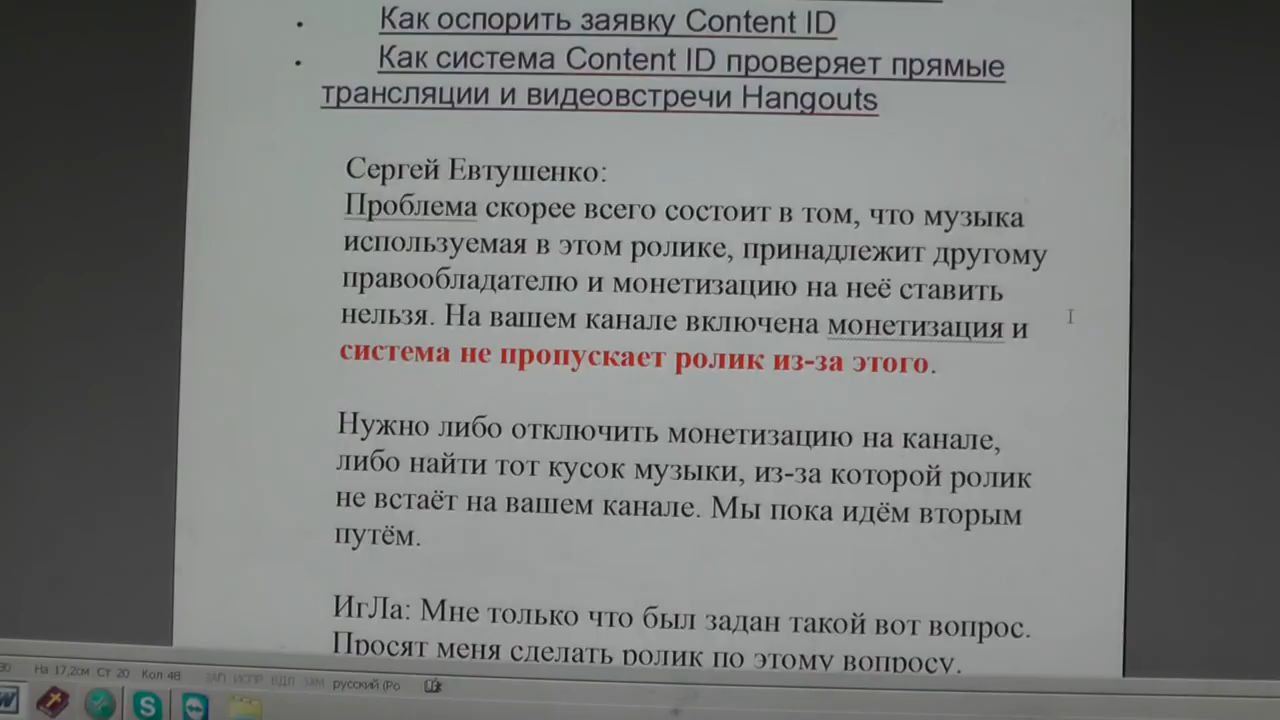 Как оспорить заявку Content ID
Как система Content ID проверяет прямые
трансляции и видеовстречи Hangouts
Сергей Евтушенко:
Проблема скорее всего состоит в том, что музыка
используемая в этом ролике, принадлежит другому
правообладателю и монетизацию на неё ставить
нельзя. На вашем канале включена монетизация и
система не пропускает ролик из-за этого.
Нужно либо отключить монетизацию на канале,
либо найти тот кусок музыки, из-за которой ролик
не встаёт на вашем канале. Мы пока идём вторым
путём.
ИгЛа: Мне только что был задан такой вот вопрос.
Просят меня сделать ролик по этому вопросу.
На 17,2см Ст 20 Кол 48 ЗАП ИСПР ВДЛ ЗАМ русский (Ро